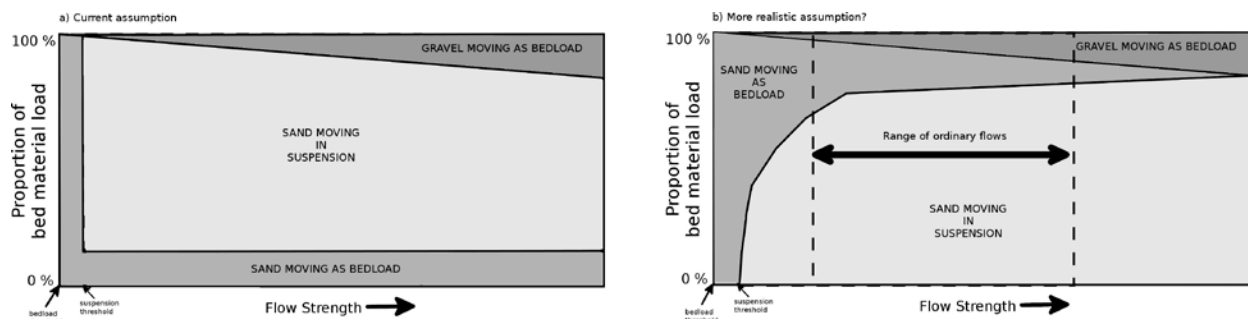 a) Current assumption
100 %
GRAVEL MOVING AS BEDLOAD
Proportion of
bed material load
SAND MOVING
IN
SUSPENSION
SAND MOVING AS BEDLOAD
0 %
bedload
suspension
threshold
Flow Strength
b) More realistic assumption?
100 %
GRAVEL MOVING AS BEDLOAD
SAND MOVING
AS
BEDLOAD
Proportion of
bed material load
Range of ordinary flows
SAND MOVING
IN
SUSPENSION
0 %
bedload
suspension
threshold
Flow Strength